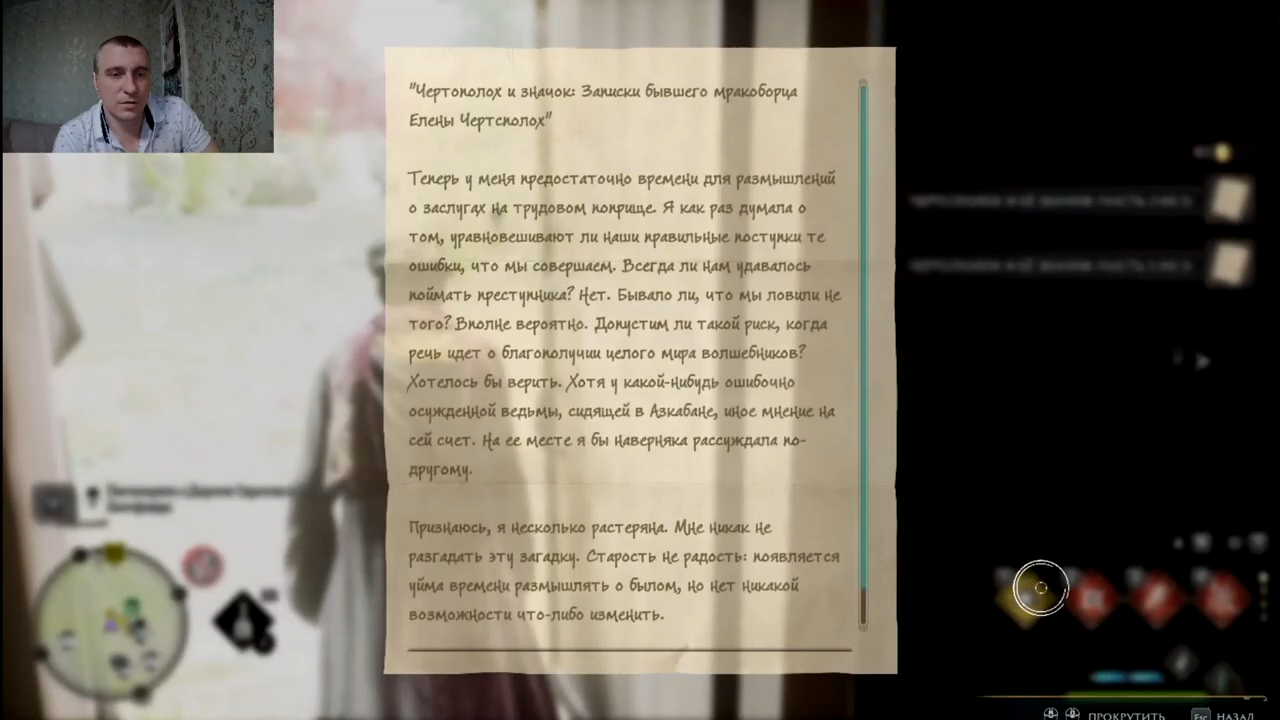 "Чертополох и значок: Записки бывшего мракоборца
Елены Чертсполох"
Теперь у меня предостаточно времени для размышлений
о заслугах на трудовом поприще. Я как раз думала о
том, уравновешивают ли наши правильные поступки те
ошибки, что мы совершаем. Всегда ли нам удавалось
поймать преступника? Нет. Бывало ли, что мы ловили не
того? Вполне вероятно. Допустим ли такой риск, когда
речь идет о благополучии целого мира волшебников?
Хотелось бы верить. Хотя у какой-нибудь ошибочно
осужденной ведьмы, сидящей в Азкабане, иное мнение на
сей счет. На ее месте я бы наверняка рассуждала по-
другому.
Признаюсь, я несколько растеряна. Мне никак не
разгадать эту загадку. Старость не радость: появляется
уйма времени размышлять о былом, но нет никакой
возможности что-либо изменить.
ПРОКРУТИТЬ Esc НАЗАД